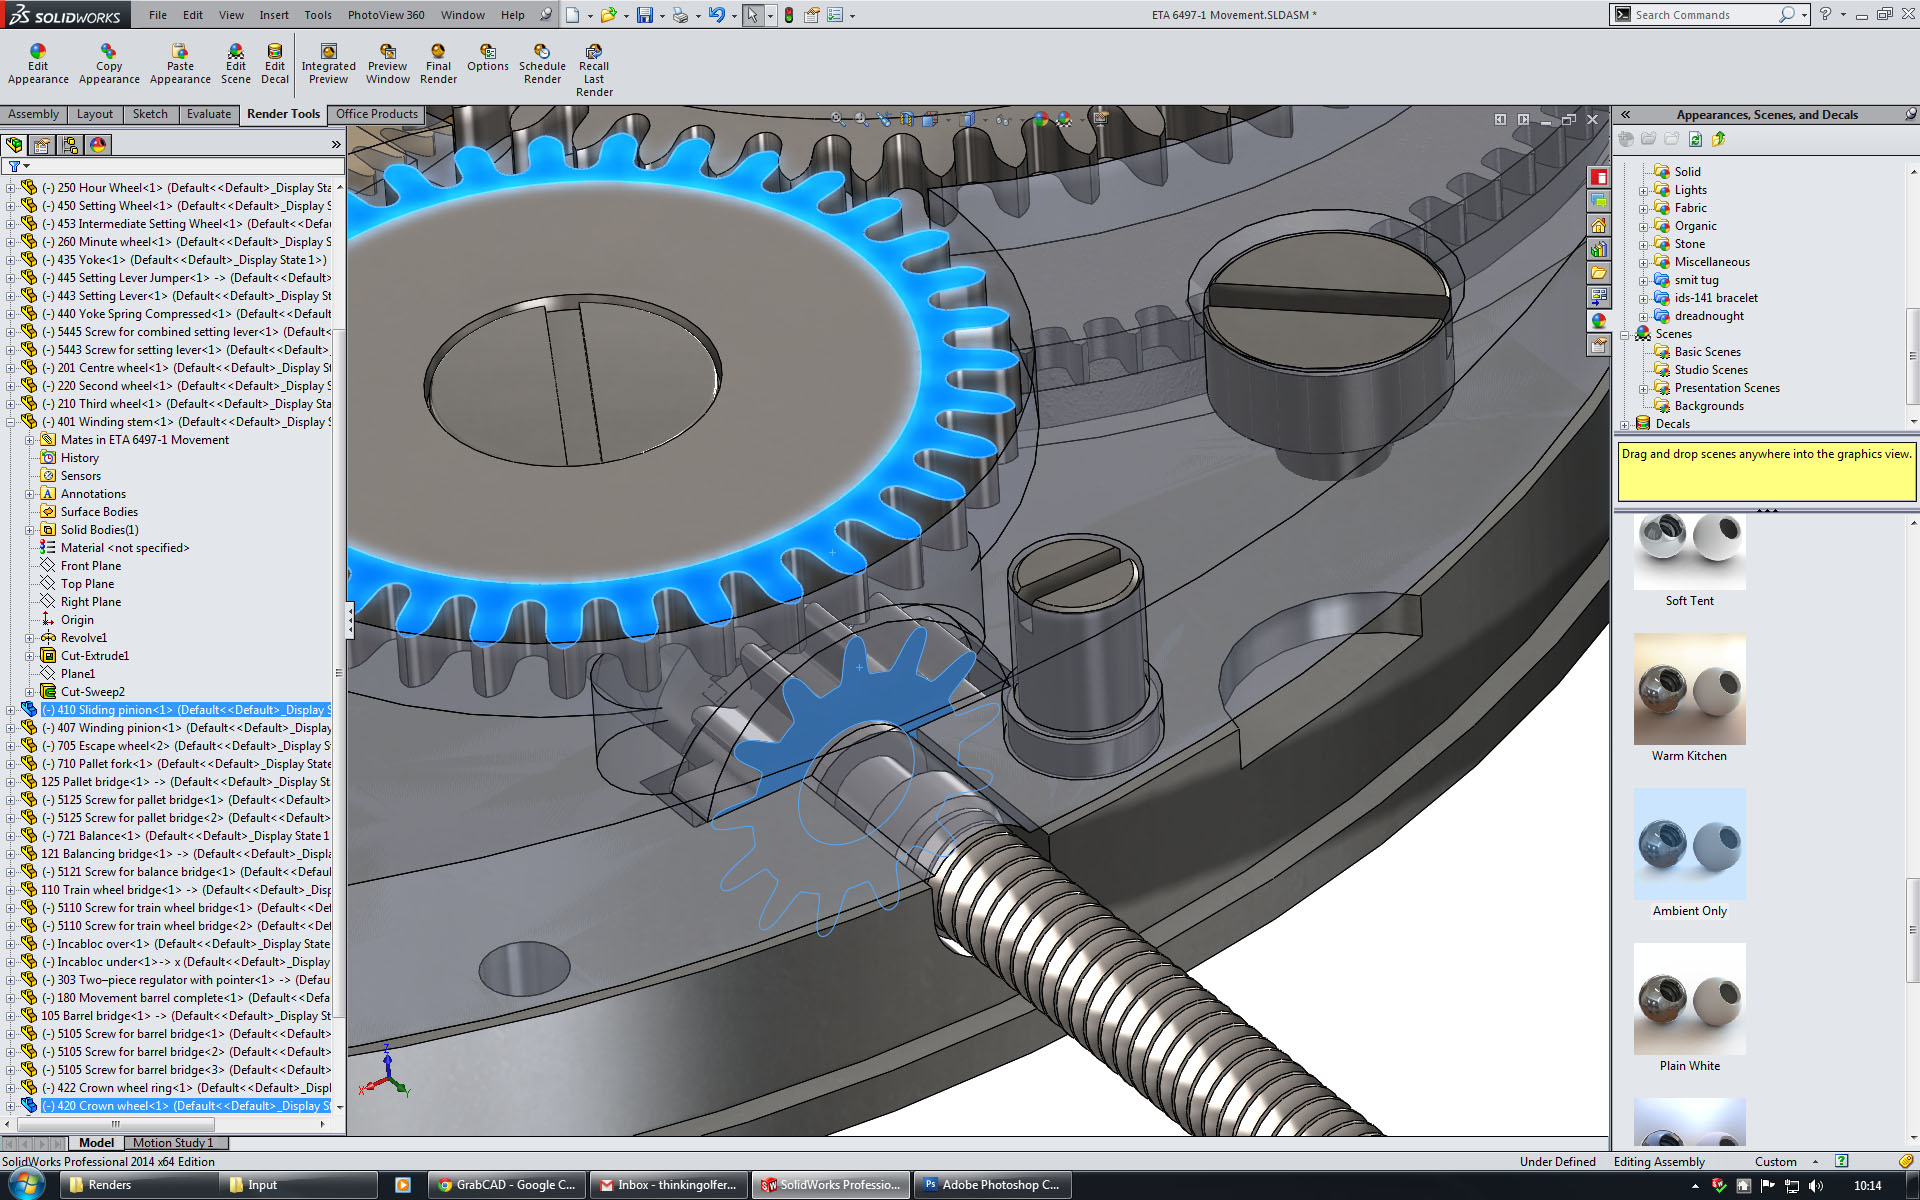 SOLIDWORKS
File Edit View Insert Tools PhotoView 360 Window Help
ETA 6497-1 Movement.SLDASM *
Search Commands
Edit Appearance
Copy Appearance
Paste Appearance
Edit Scene
Edit Decal
Integrated Preview
Preview Window
Final Render
Options
Schedule Render
Recall Last Render
Assembly Layout Sketch Evaluate Render Tools Office Products
(-) 250 Hour Wheel<1> (Default<<Default>_Display Sta
(-) 450 Setting Wheel<1> (Default<<Default>_Display S
(-) 453 Intermediate Setting Wheel<1> (Default<<Defau
(-) 260 Minute wheel<1> (Default<<Default>_Display S
(-) 435 Yoke<1> (Default<<Default>_Display State 1>)
(-) 445 Setting Lever Jumper<1> -> (Default<<Default>
(-) 443 Setting Lever<1> (Default<<Default>_Display St
(-) 440 Yoke Spring Compressed<1> (Default<<Default>
(-) 5445 Screw for combined setting lever<1> (Default<
(-) 5443 Screw for setting lever<1> (Default<<Default>_
(-) 201 Centre wheel<1> (Default<<Default>_Display St
(-) 220 Second wheel<1> (Default<<Default>_Display S
(-) 210 Third wheel<1> (Default<<Default>_Display Sta
(-) 401 Winding stem<1> (Default<<Default>_Display S
Mates in ETA 6497-1 Movement
History
Sensors
Annotations
Surface Bodies
Solid Bodies(1)
Material <not specified>
Front Plane
Top Plane
Right Plane
Origin
Revolve1
Cut-Extrude1
Plane1
Cut-Sweep2
(-) 410 Sliding pinion<1> (Default<<Default>_Display S
(-) 407 Winding pinion<1> (Default<<Default>_Display
(-) 705 Escape wheel<2> (Default<<Default>_Display S
(-) 710 Pallet fork<1> (Default<<Default>_Display State
125 Pallet bridge<1> -> (Default<<Default>_Display St
(-) 5125 Screw for pallet bridge<1> (Default<<Default>
(-) 5125 Screw for pallet bridge<2> (Default<<Default>
(-) 721 Balance<1> (Default<<Default>_Display State 1
121 Balancing bridge<1> -> (Default<<Default>_Displa
(-) 5121 Screw for balance bridge<1> (Default<<Defaul
110 Train wheel bridge<1> -> (Default<<Default>_Disp
(-) 5110 Screw for train wheel bridge<1> (Default<<Def
(-) 5110 Screw for train wheel bridge<2> (Default<<Def
(-) Incabloc over<1> (Default<<Default>_Display State
(-) Incabloc under<1>-> x (Default<<Default>_Display
(-) 303 Two–piece regulator with pointer<1> -> (Defau
(-) 180 Movement barrel complete<1> (Default<<Defa
105 Barrel bridge<1> -> (Default<<Default>_Display St
(-) 5105 Screw for barrel bridge<1> (Default<<Default>
(-) 5105 Screw for barrel bridge<2> (Default<<Default>
(-) 5105 Screw for barrel bridge<3> (Default<<Default>
(-) 422 Crown wheel ring<1> (Default<<Default>_Displ
(-) 420 Crown wheel<1> (Default<<Default>_Display St
Z
X
Y
Appearances, Scenes, and Decals
Solid
Lights
Fabric
Organic
Stone
Miscellaneous
smit tug
ids-141 bracelet
dreadnought
Scenes
Basic Scenes
Studio Scenes
Presentation Scenes
Backgrounds
Decals
Drag and drop scenes anywhere into the graphics view.
Soft Tent
Warm Kitchen
Ambient Only
Plain White
Model Motion Study 1
SolidWorks Professional 2014 x64 Edition
Under Defined Editing Assembly Custom
Renders
Input
GrabCAD - Google C...
Inbox - thinkingolfer...
SolidWorks Professio...
Adobe Photoshop C...
10:14